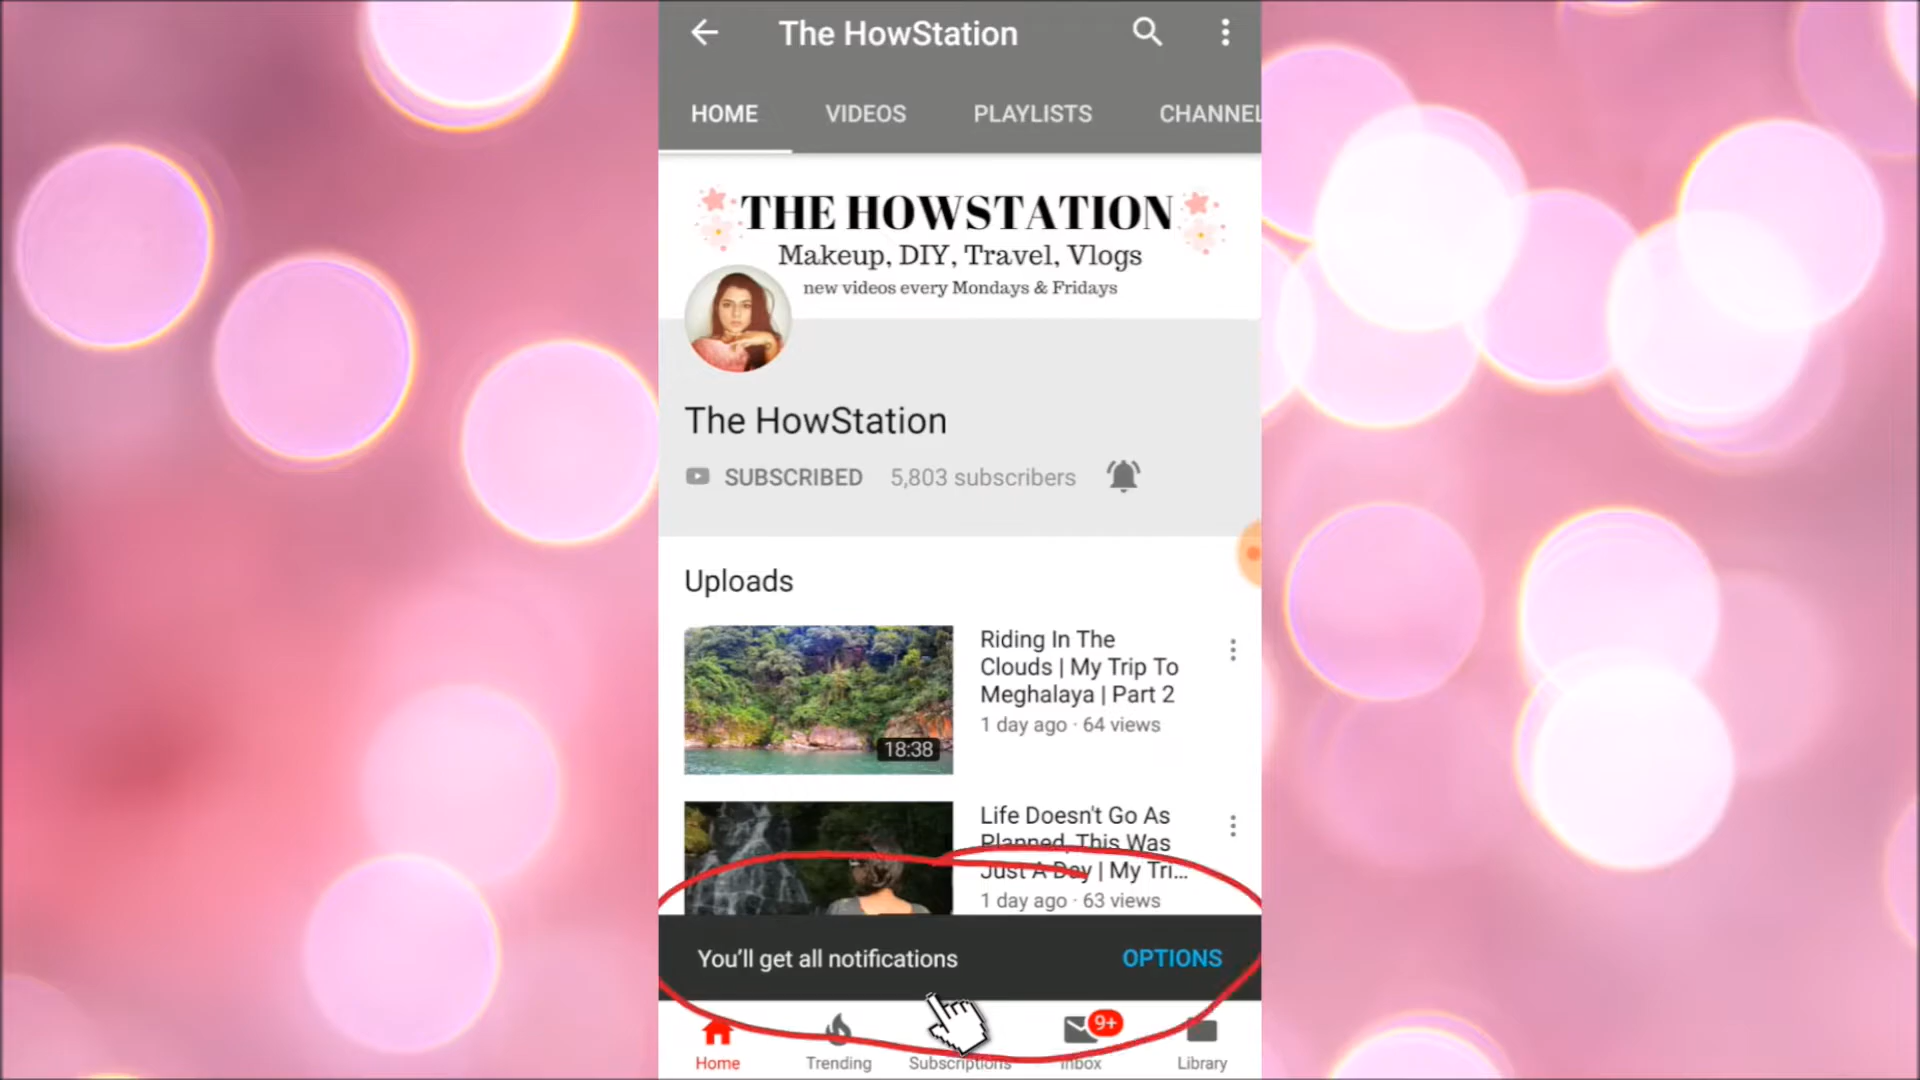 The HowStation
HOME VIDEOS PLAYLISTS CHANNEL
THE HOWSTATION
Makeup, DIY, Travel, Vlogs
new videos every Mondays & Fridays
The HowStation
SUBSCRIBED 5,803 subscribers
Uploads
Riding In The
Clouds | My Trip To
Meghalaya | Part 2
1 day ago · 64 views
18:38
Life Doesn't Go As
Planned, This Was
Just A Day | My Tri...
1 day ago · 63 views
You'll get all notifications OPTIONS
9+
Home Trending Subscriptions Inbox Library